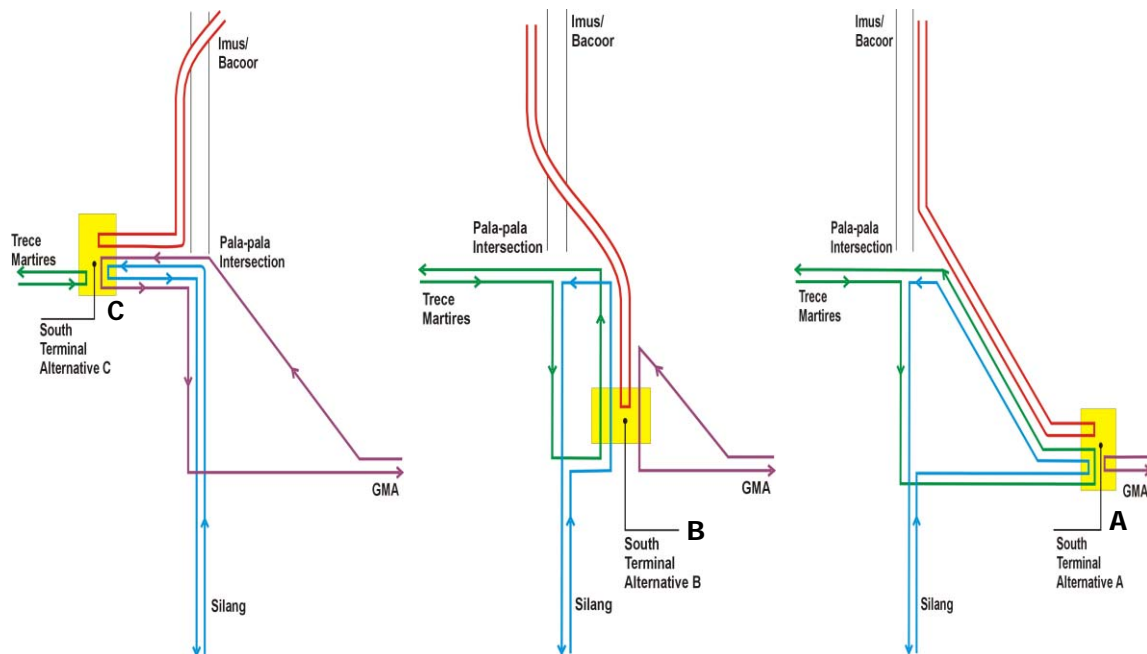 Imus/
Bacoor
Trece
Martires
Pala-pala
Intersection
C
South
Terminal
Alternative C
GMA
Silang
Imus/
Bacoor
Pala-pala
Intersection
Trece
Martires
GMA
B
South
Terminal
Alternative B
Silang
Imus/
Bacoor
Pala-pala
Intersection
Trece
Martires
GMA
A
South
Terminal
Alternative A
Silang